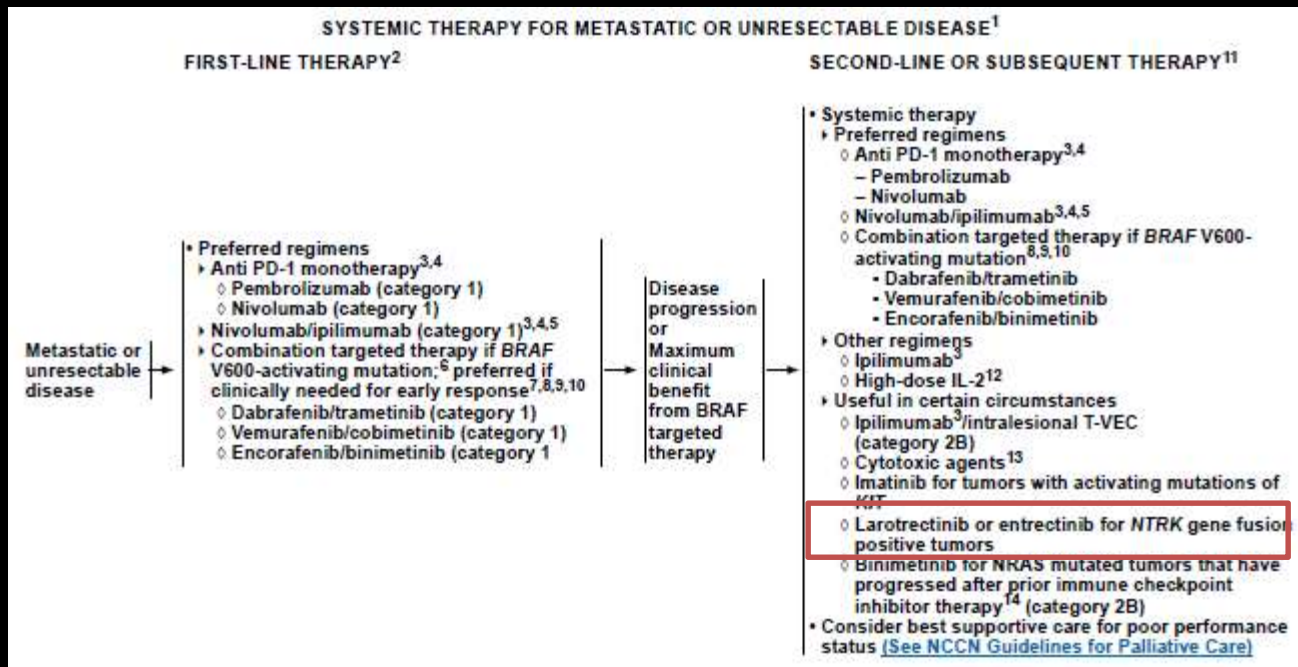 SYSTEMIC THERAPY FOR METASTATIC OR UNRESECTABLE DISEASE1
FIRST-LINE THERAPY2
Metastatic or
unresectable
disease
• Preferred regimens
▸ Anti PD-1 monotherapy3,4
◊ Pembrolizumab (category 1)
◊ Nivolumab (category 1)
▸ Nivolumab/ipilimumab (category 1)3,4,5
▸ Combination targeted therapy if BRAF
V600-activating mutation;6 preferred if
clinically needed for early response7,8,9,10
◊ Dabrafenib/trametinib (category 1)
◊ Vemurafenib/cobimetinib (category 1)
◊ Encorafenib/binimetinib (category 1
Disease
progression
or
Maximum
clinical
benefit
from BRAF
targeted
therapy
SECOND-LINE OR SUBSEQUENT THERAPY11
• Systemic therapy
▸ Preferred regimens
◊ Anti PD-1 monotherapy3,4
– Pembrolizumab
– Nivolumab
◊ Nivolumab/ipilimumab3,4,5
◊ Combination targeted therapy if BRAF V600-
activating mutation8,9,10
▪ Dabrafenib/trametinib
▪ Vemurafenib/cobimetinib
▪ Encorafenib/binimetinib
▸ Other regimens
◊ Ipilimumab3
◊ High-dose IL-212
▸ Useful in certain circumstances
◊ Ipilimumab3/intralesional T-VEC
(category 2B)
◊ Cytotoxic agents13
◊ Imatinib for tumors with activating mutations of
KIT
◊ Larotrectinib or entrectinib for NTRK gene fusion
positive tumors
◊ Binimetinib for NRAS mutated tumors that have
progressed after prior immune checkpoint
inhibitor therapy14 (category 2B)
• Consider best supportive care for poor performance
status (See NCCN Guidelines for Palliative Care)